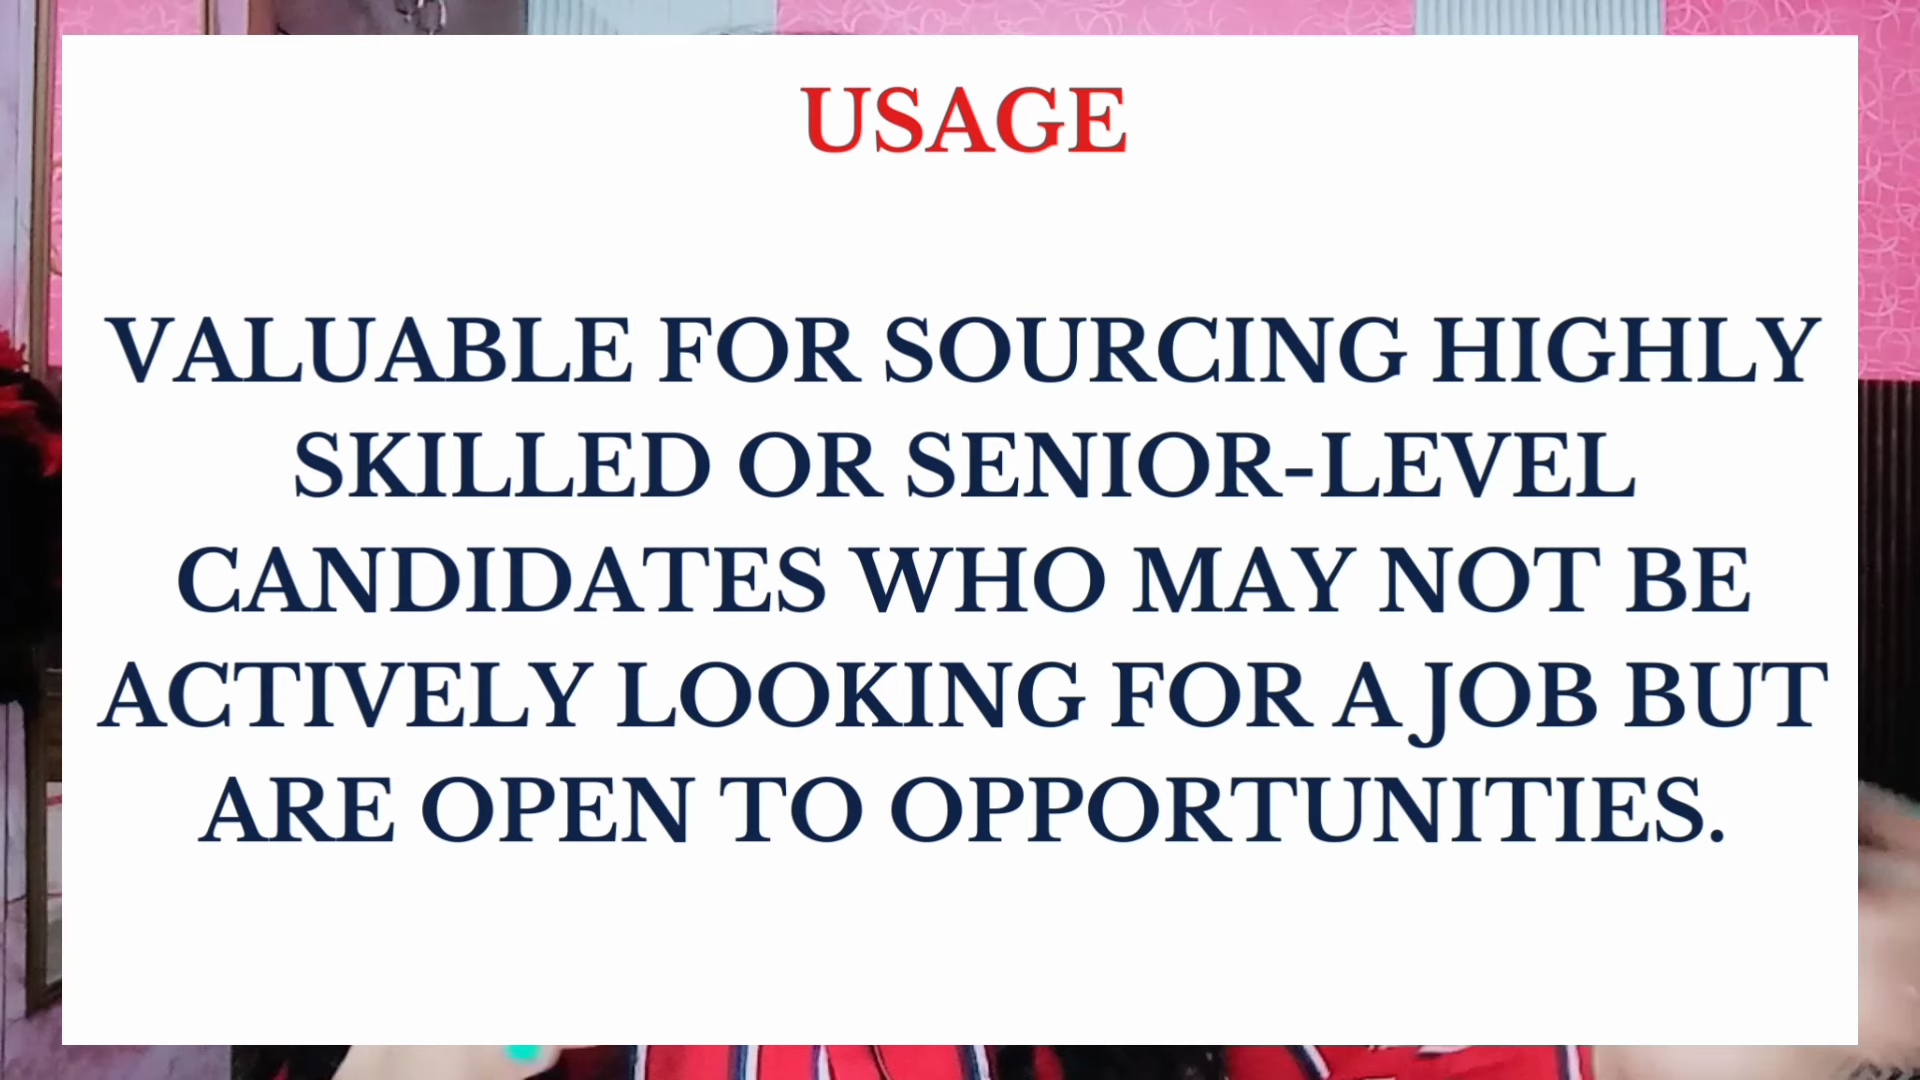 USAGE
VALUABLE FOR SOURCING HIGHLY
SKILLED OR SENIOR-LEVEL
CANDIDATES WHO MAY NOT BE
ACTIVELY LOOKING FOR A JOB BUT
ARE OPEN TO OPPORTUNITIES.